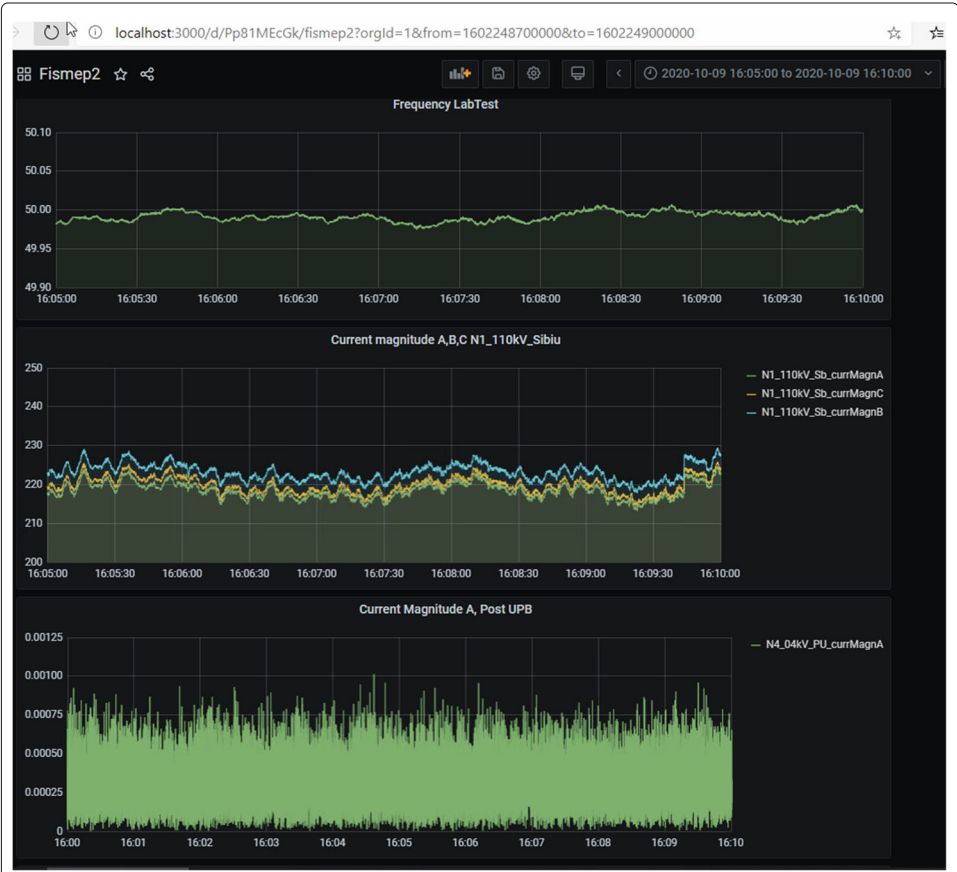 localhost:3000/d/Pp81MEcGk/fismep2?orgId=1&from=1602248700000&to=1602249000000
Fismep2
2020-10-09 16:05:00 to 2020-10-09 16:10:00
Frequency LabTest
50.10
50.05
50.00
49.95
49.90
16:05:00 16:05:30 16:06:00 16:06:30 16:07:00 16:07:30 16:08:00 16:08:30 16:09:00 16:09:30 16:10:00
Current magnitude A,B,C N1_110kV_Sibiu
250
240
230
220
210
200
16:05:00 16:05:30 16:06:00 16:06:30 16:07:00 16:07:30 16:08:00 16:08:30 16:09:00 16:09:30 16:10:00
N1_110kV_Sb_currMagnA
N1_110kV_Sb_currMagnC
N1_110kV_Sb_currMagnB
Current Magnitude A, Post UPB
0.00125
0.00100
0.00075
0.00050
0.00025
0
16:00 16:01 16:02 16:03 16:04 16:05 16:06 16:07 16:08 16:09 16:10
N4_04kV_PU_currMagnA